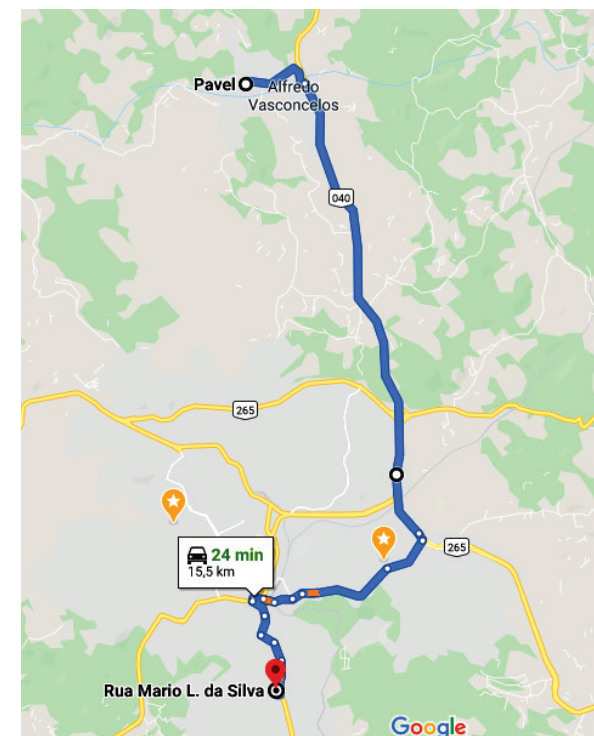 Pavel
Alfredo
Vasconcelos
040
265
24 min
15,5 km
265
Rua Mario L. da Silva
Google